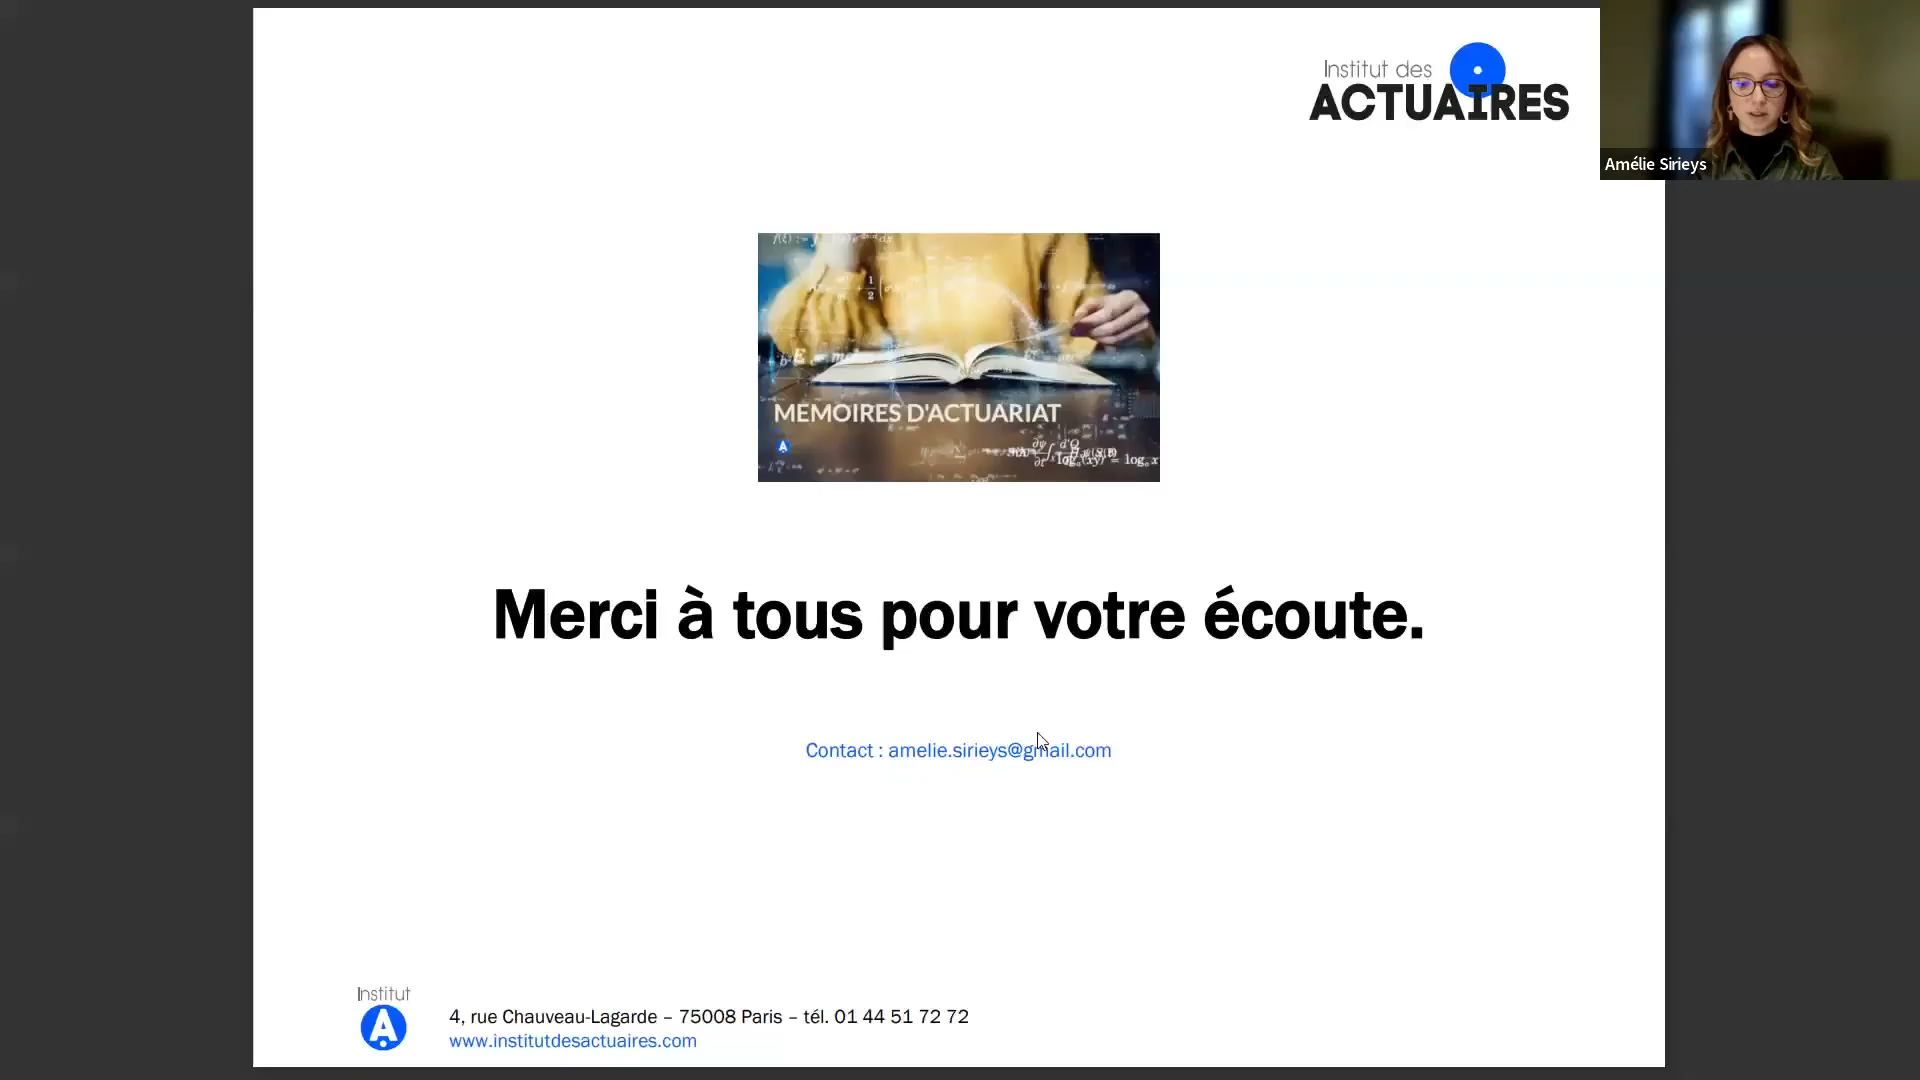 Institut des
ACTUAIRES
Amélie Sirieys
MEMOIRES D'ACTUARIAT
Merci à tous pour votre écoute.
Contact : amelie.sirieys@gmail.com
Institut
4, rue Chauveau-Lagarde – 75008 Paris – tél. 01 44 51 72 72
www.institutdesactuaires.com